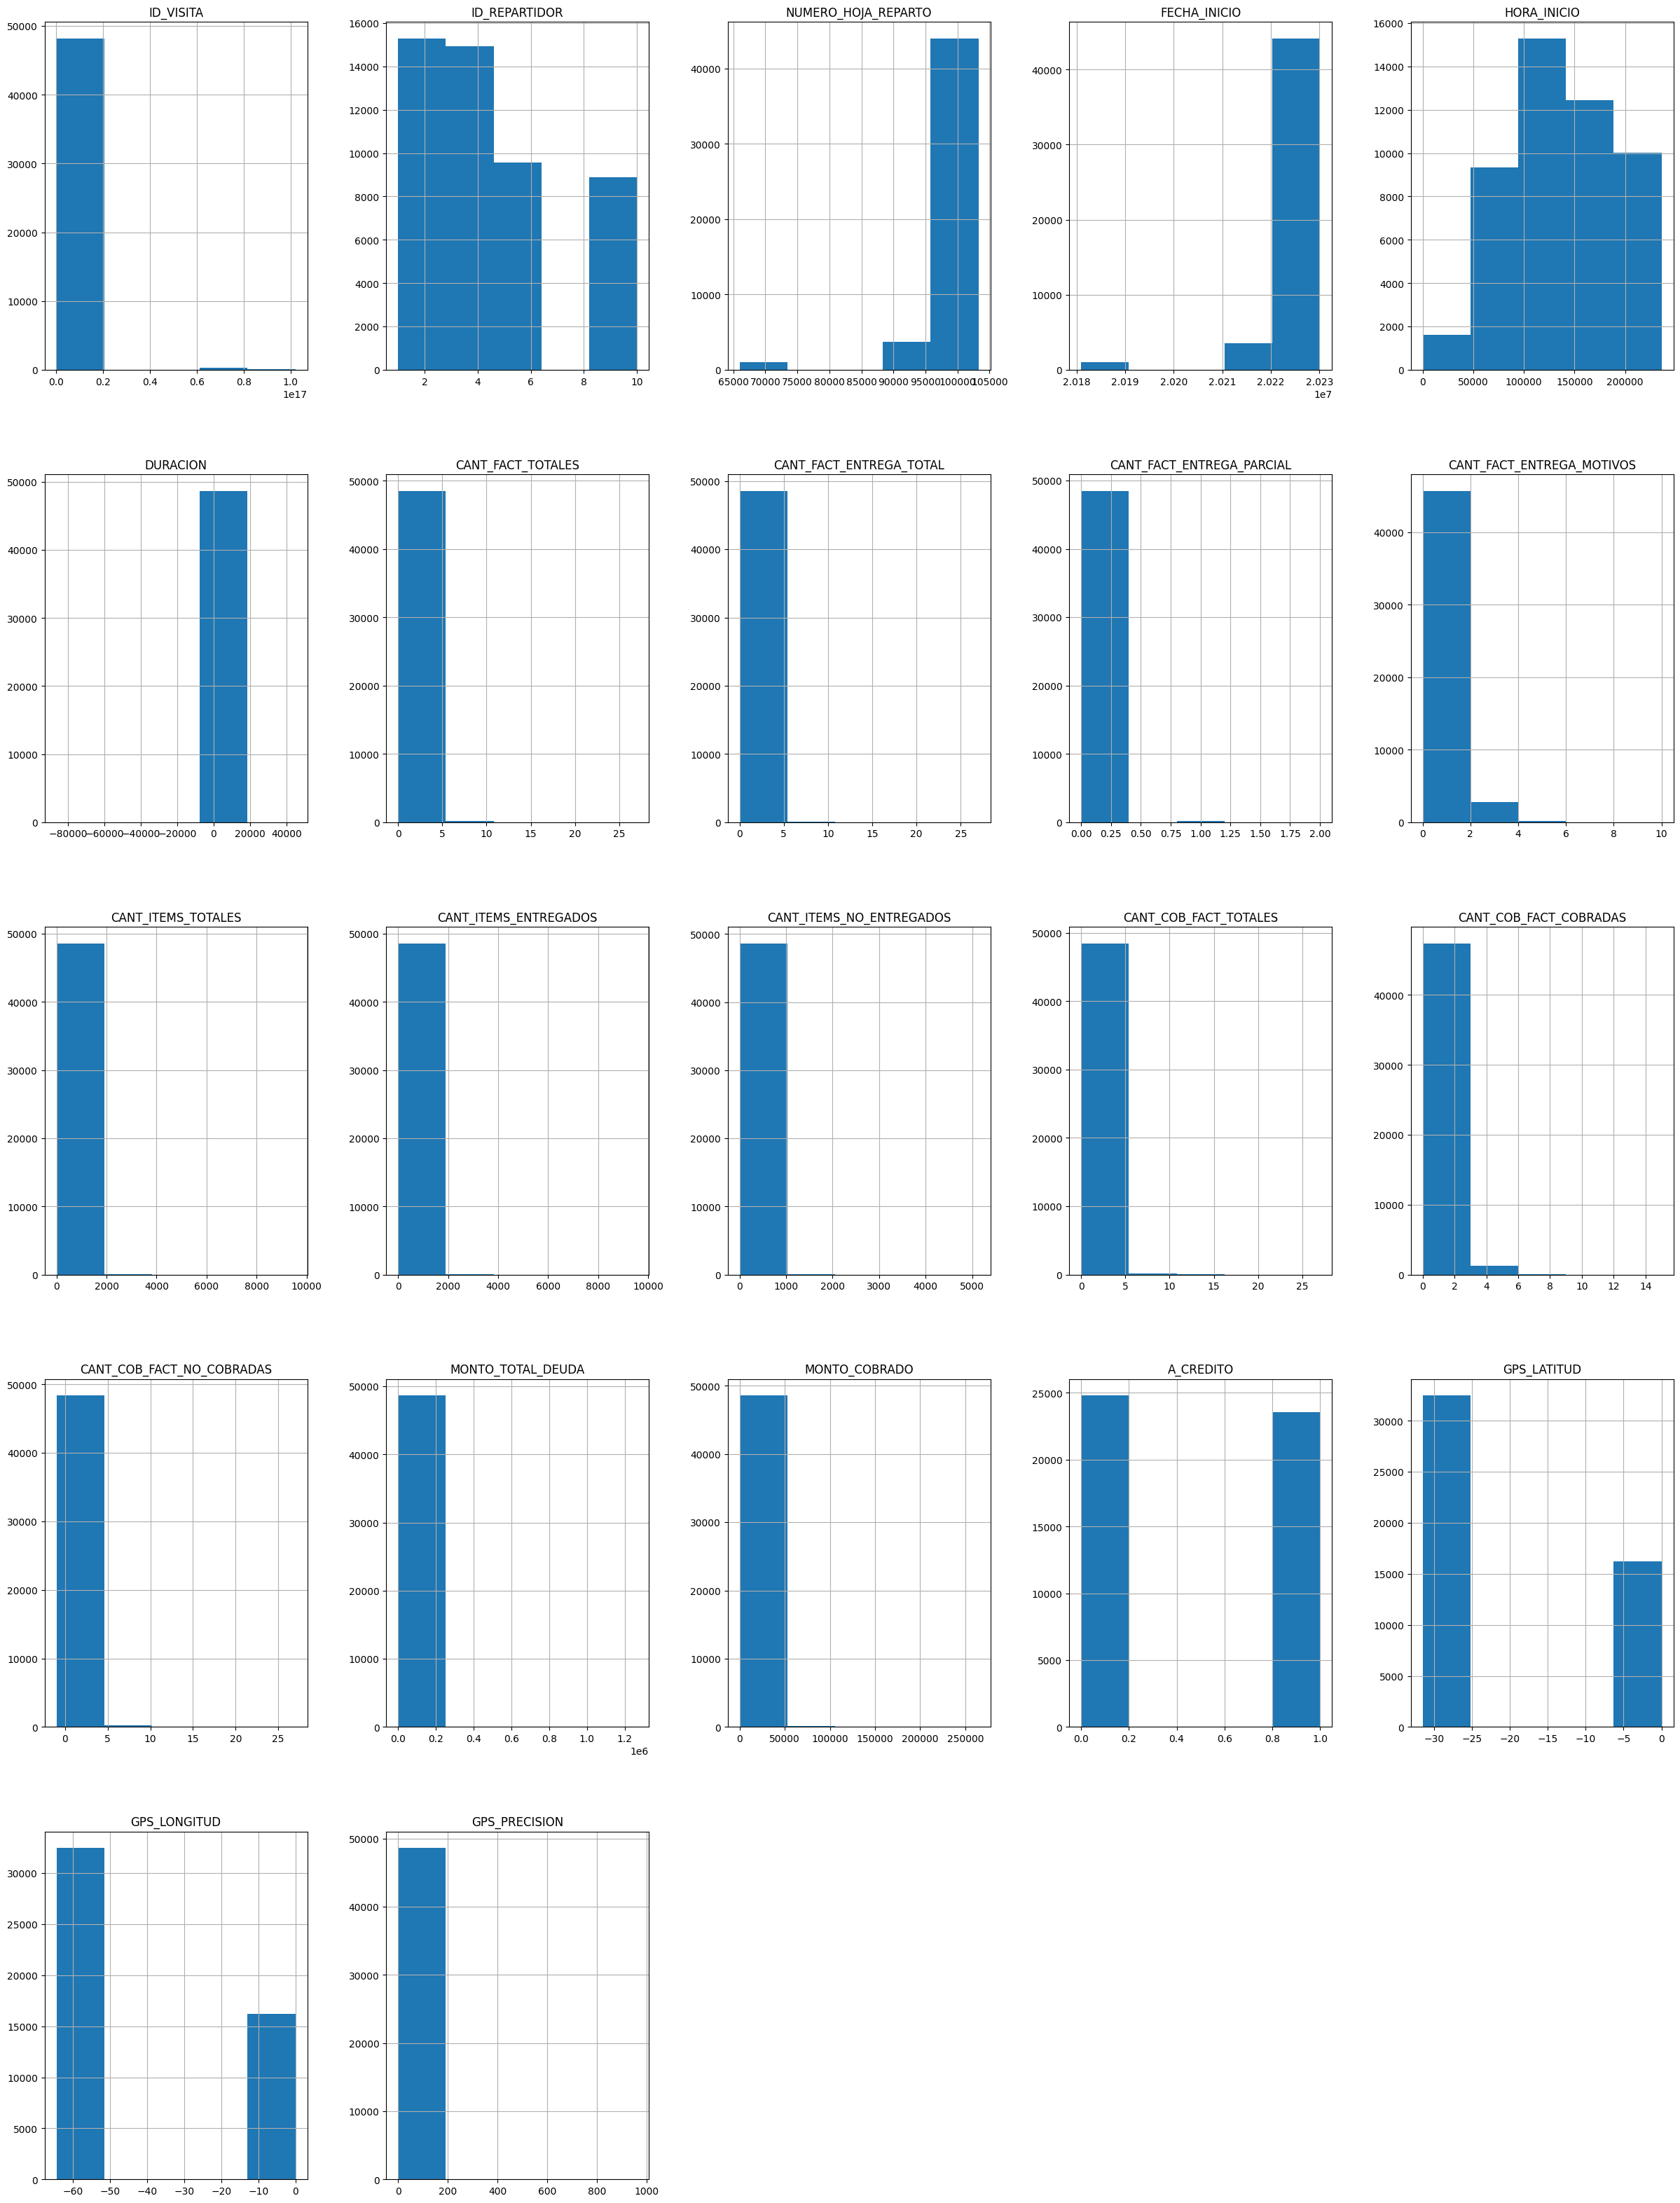 ID_VISITA
50000
40000
30000
20000
10000
0
0.0 0.2 0.4 0.6 0.8 1.0
1e17
ID_REPARTIDOR
16000
14000
12000
10000
8000
6000
4000
2000
0
2 4 6 8 10
NUMERO_HOJA_REPARTO
40000
30000
20000
10000
0
65000 70000 75000 80000 85000 90000 95000 100000 105000
FECHA_INICIO
40000
30000
20000
10000
0
2.018 2.019 2.020 2.021 2.022 2.023
1e7
HORA_INICIO
16000
14000
12000
10000
8000
6000
4000
2000
0
0 50000 100000 150000 200000
DURACION
50000
40000
30000
20000
10000
0
−80000 −60000 −40000 −20000 0 20000 40000
CANT_FACT_TOTALES
50000
40000
30000
20000
10000
0
0 5 10 15 20 25
CANT_FACT_ENTREGA_TOTAL
50000
40000
30000
20000
10000
0
0 5 10 15 20 25
CANT_FACT_ENTREGA_PARCIAL
50000
40000
30000
20000
10000
0
0.00 0.25 0.50 0.75 1.00 1.25 1.50 1.75 2.00
CANT_FACT_ENTREGA_MOTIVOS
40000
30000
20000
10000
0
0 2 4 6 8 10
CANT_ITEMS_TOTALES
50000
40000
30000
20000
10000
0
0 2000 4000 6000 8000 10000
CANT_ITEMS_ENTREGADOS
50000
40000
30000
20000
10000
0
0 2000 4000 6000 8000 10000
CANT_ITEMS_NO_ENTREGADOS
50000
40000
30000
20000
10000
0
0 1000 2000 3000 4000 5000
CANT_COB_FACT_TOTALES
50000
40000
30000
20000
10000
0
0 5 10 15 20 25
CANT_COB_FACT_COBRADAS
40000
30000
20000
10000
0
0 2 4 6 8 10 12 14
CANT_COB_FACT_NO_COBRADAS
50000
40000
30000
20000
10000
0
0 5 10 15 20 25
MONTO_TOTAL_DEUDA
50000
40000
30000
20000
10000
0
0.0 0.2 0.4 0.6 0.8 1.0 1.2
1e6
MONTO_COBRADO
50000
40000
30000
20000
10000
0
0 50000 100000 150000 200000 250000
A_CREDITO
25000
20000
15000
10000
5000
0
0.0 0.2 0.4 0.6 0.8 1.0
GPS_LATITUD
30000
25000
20000
15000
10000
5000
0
−30 −25 −20 −15 −10 −5 0
GPS_LONGITUD
30000
25000
20000
15000
10000
5000
0
−60 −50 −40 −30 −20 −10 0
GPS_PRECISION
50000
40000
30000
20000
10000
0
0 200 400 600 800 1000